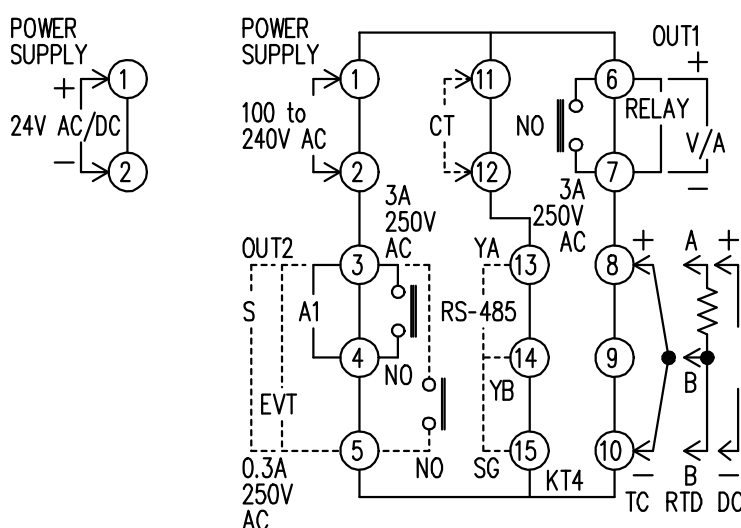 POWER
SUPPLY
+
1
24V AC/DC
−
2
POWER
SUPPLY
1
100 to
240V AC
2
11
CT
12
OUT1
6
+
NO
RELAY
V/A
7
−
3A
250V
AC
3A
250V
AC
OUT2
3
S
A1
4
NO
EVT
5
NO
0.3A
250V
AC
YA
13
RS-485
14
YB
SG
15
KT4
8
+
A
+
9
B
10
−
B
−
TC
RTD
DC